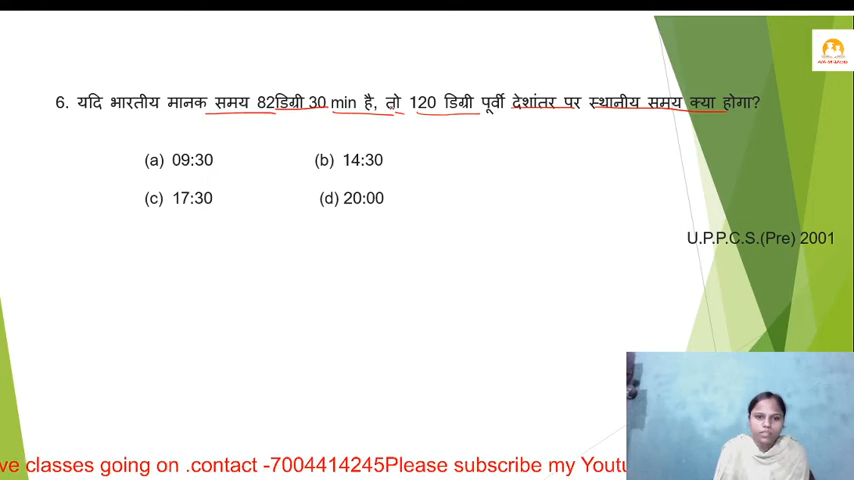 6. यदि भारतीय मानक समय 82डिग्री 30 min है, तो 120 डिग्री पूर्वी देशांतर पर स्थानीय समय क्या होगा?
(a) 09:30 (b) 14:30
(c) 17:30 (d) 20:00
U.P.P.C.S.(Pre) 2001
ve classes going on .contact -7004414245Please subscribe my Youtu